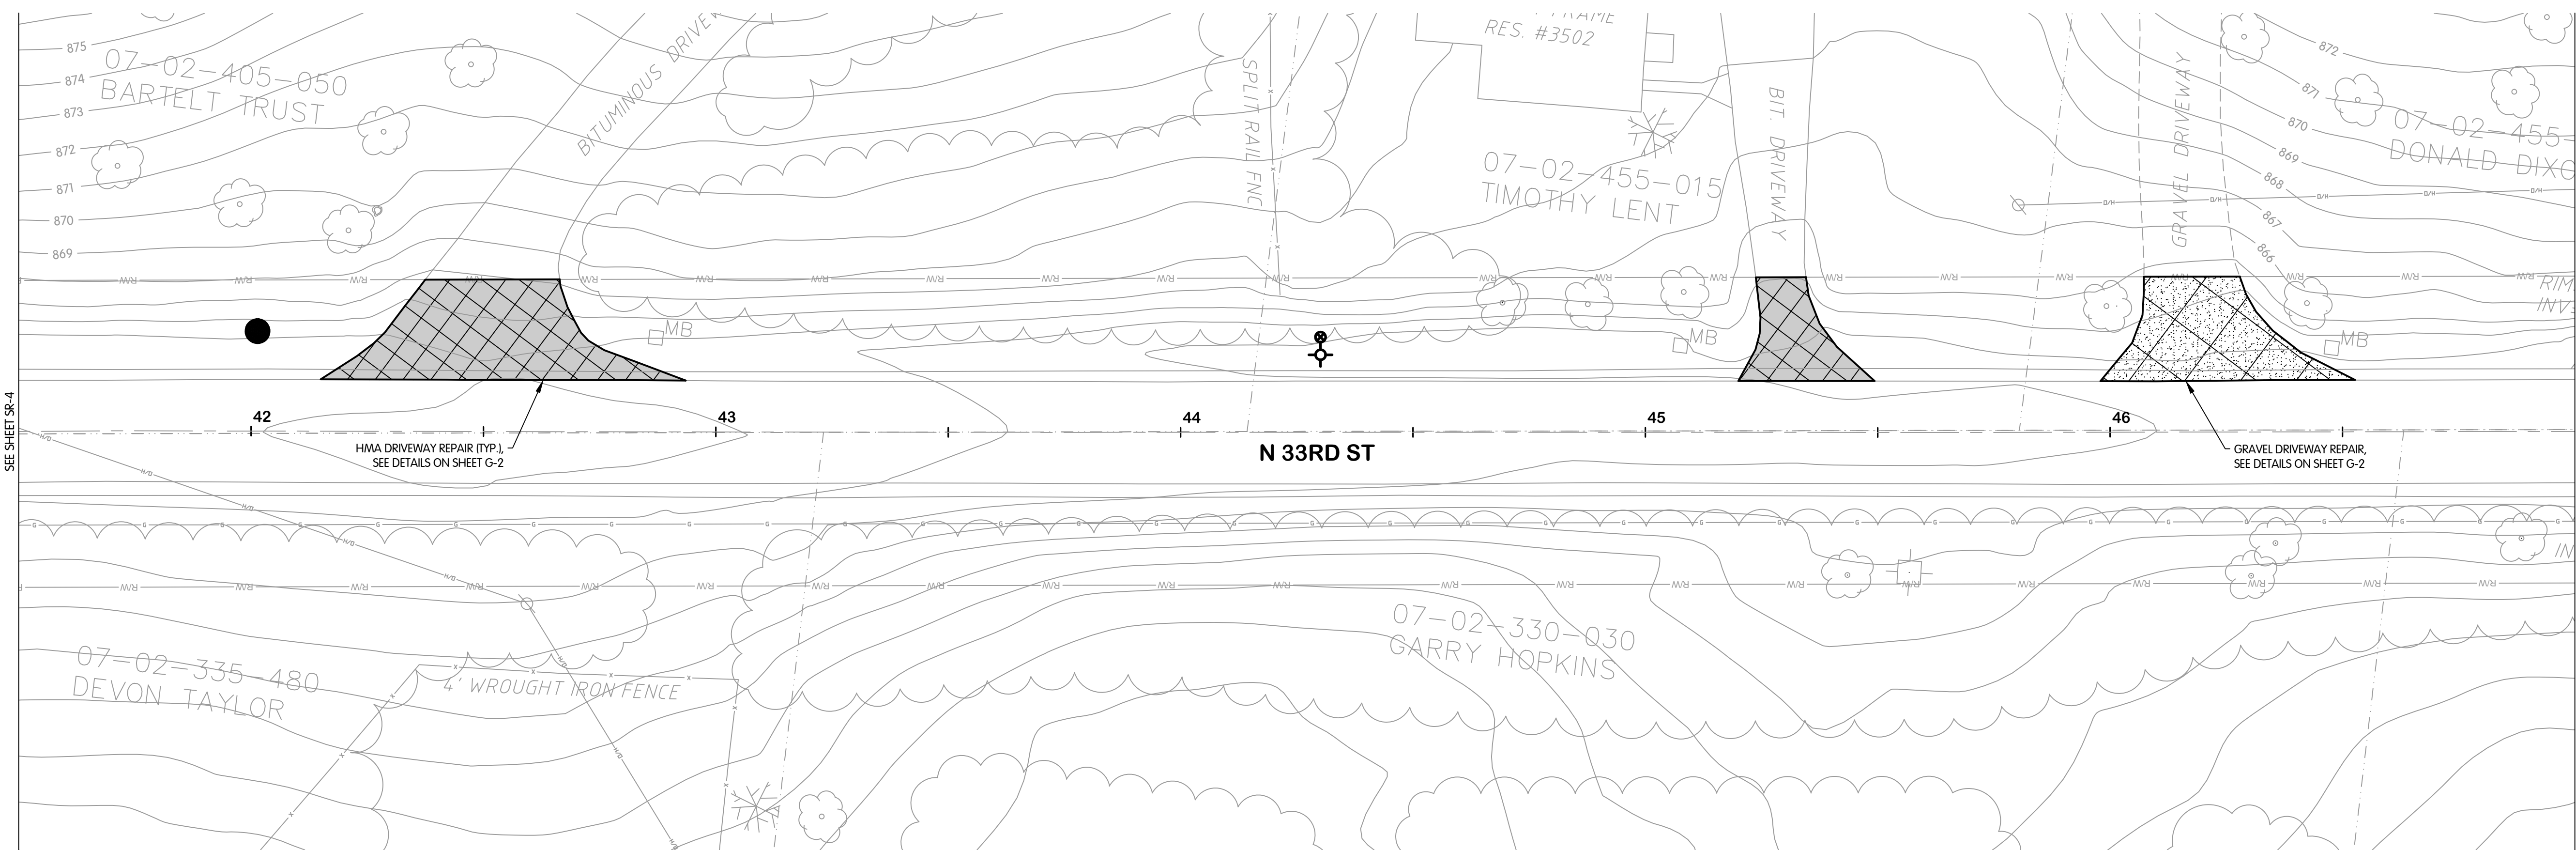 875
07-02-405-050
BARTELT TRUST
874
873
872
871
870
869
BITUMINOUS
SPLIT RAIL FNC
RES. #3502
07-02-455-015
TIMOTHY LENT
BIT. DRIVEWAY
GRAVEL DRIVEWAY
872
871
870
869
868
867
866
07-02-455-
DONALD
O/H O/H O/H O/H O/H
R/W R/W R/W R/W R/W R/W R/W R/W R/W R/W R/W R/W R/W R/W R/W R/W R/W R/W R/W R/W R/W R/W
MB
MB
MB
SEE SHEET SR-4
42
43
44
45
46
HMA DRIVEWAY REPAIR (TYP.),
SEE DETAILS ON SHEET G-2
N 33RD ST
GRAVEL DRIVEWAY REPAIR,
SEE DETAILS ON SHEET G-2
07-02-335-480
DEVON TAYLOR
4' WROUGHT IRON FENCE
07-02-330-030
GARRY HOPKINS